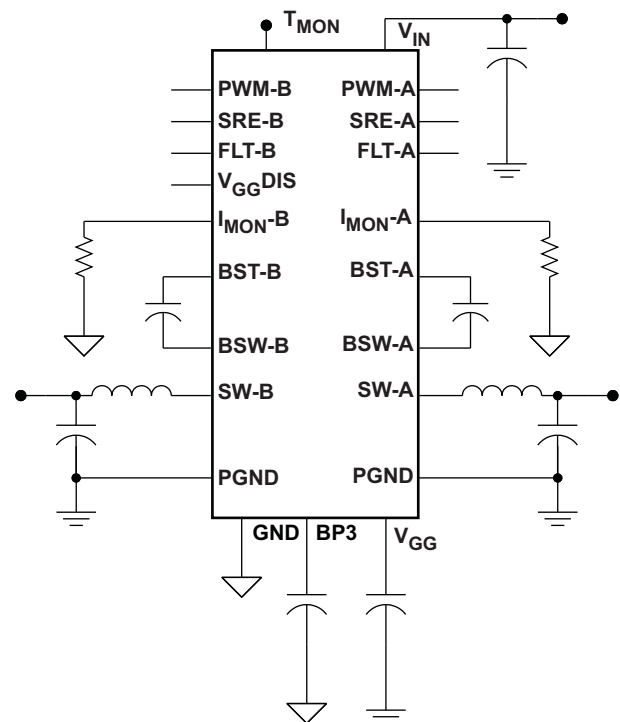 TMON
VIN
PWM-B PWM-A
SRE-B SRE-A
FLT-B FLT-A
VGGDIS
IMON-B IMON-A
BST-B BST-A
BSW-B BSW-A
SW-B SW-A
PGND PGND
GND BP3 VGG